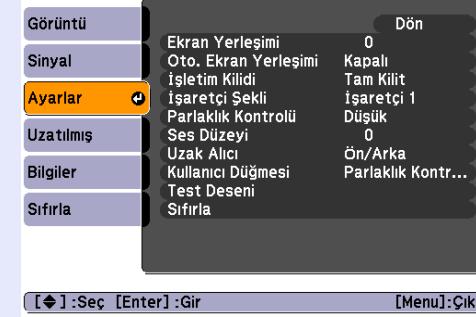 Görüntü
Sinyal
Ayarlar
Uzatılmış
Bilgiler
Sıfırla
Dön
Ekran Yerleşimi 0
Oto. Ekran Yerleşimi Kapalı
İşletim Kilidi Tam Kilit
İşaretçi Şekli İşaretçi 1
Parlaklık Kontrolü Düşük
Ses Düzeyi 0
Uzak Alıcı Ön/Arka
Kullanıcı Düğmesi Parlaklık Kontr...
Test Deseni
Sıfırla
[ ] :Seç [Enter] :Gir [Menu]:Çık